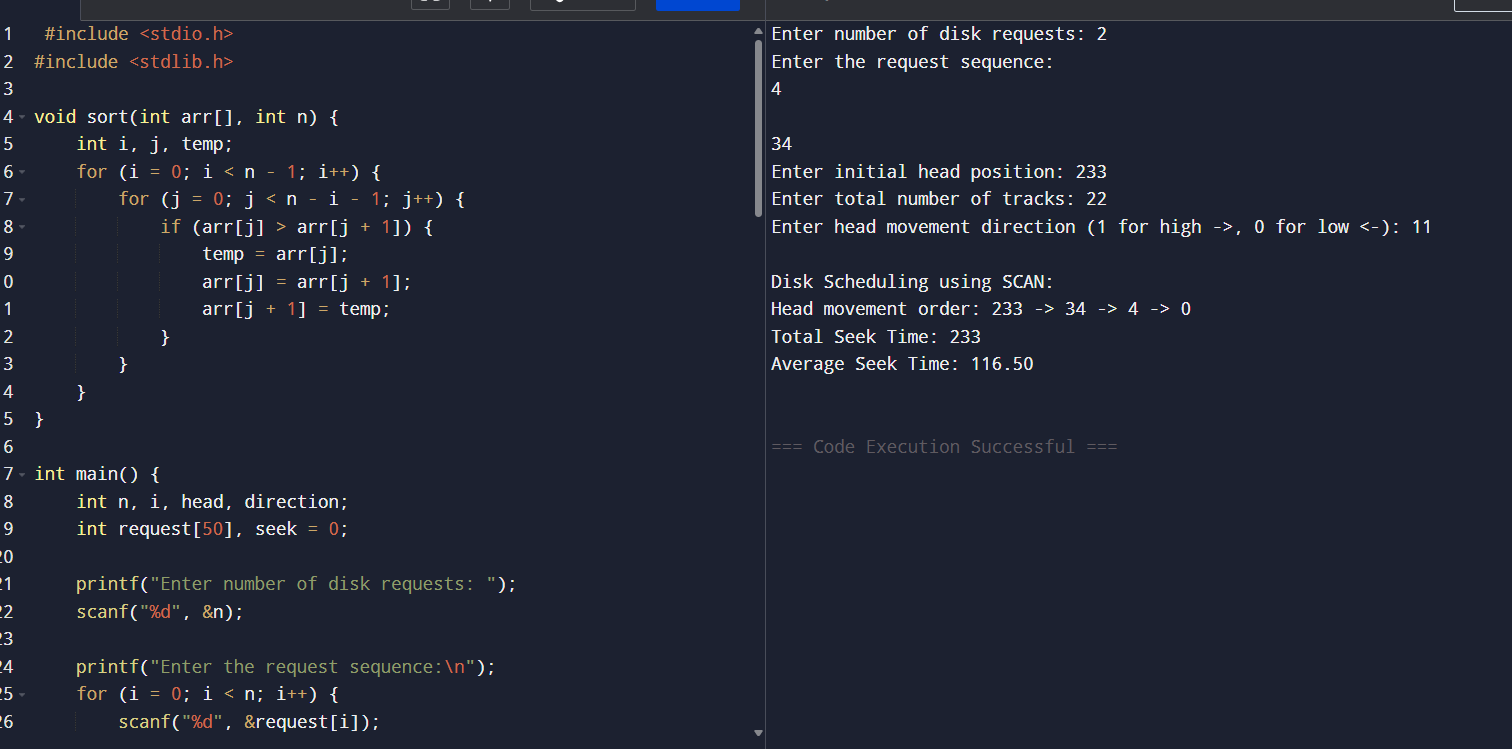 1 #include <stdio.h>
2 #include <stdlib.h>
3
4 void sort(int arr[], int n) {
5 int i, j, temp;
6 for (i = 0; i < n - 1; i++) {
7 for (j = 0; j < n - i - 1; j++) {
8 if (arr[j] > arr[j + 1]) {
9 temp = arr[j];
0 arr[j] = arr[j + 1];
1 arr[j + 1] = temp;
2 }
3 }
4 }
5 }
6
7 int main() {
8 int n, i, head, direction;
9 int request[50], seek = 0;
20
21 printf("Enter number of disk requests: ");
22 scanf("%d", &n);
23
24 printf("Enter the request sequence:\n");
25 for (i = 0; i < n; i++) {
26 scanf("%d", &request[i]);
Enter number of disk requests: 2
Enter the request sequence:
4

34
Enter initial head position: 233
Enter total number of tracks: 22
Enter head movement direction (1 for high ->, 0 for low <-): 11

Disk Scheduling using SCAN:
Head movement order: 233 -> 34 -> 4 -> 0
Total Seek Time: 233
Average Seek Time: 116.50

=== Code Execution Successful ===